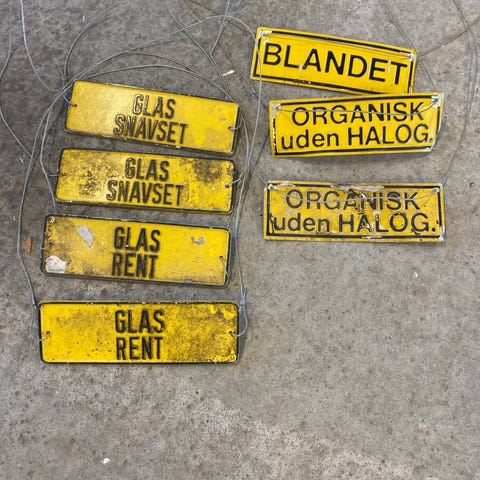 GLAS
SNAVSET
GLAS
SNAVSET
GLAS
RENT
GLAS
RENT
BLANDET
ORGANISK
uden HALOG.
ORGANISK
uden HALOG.